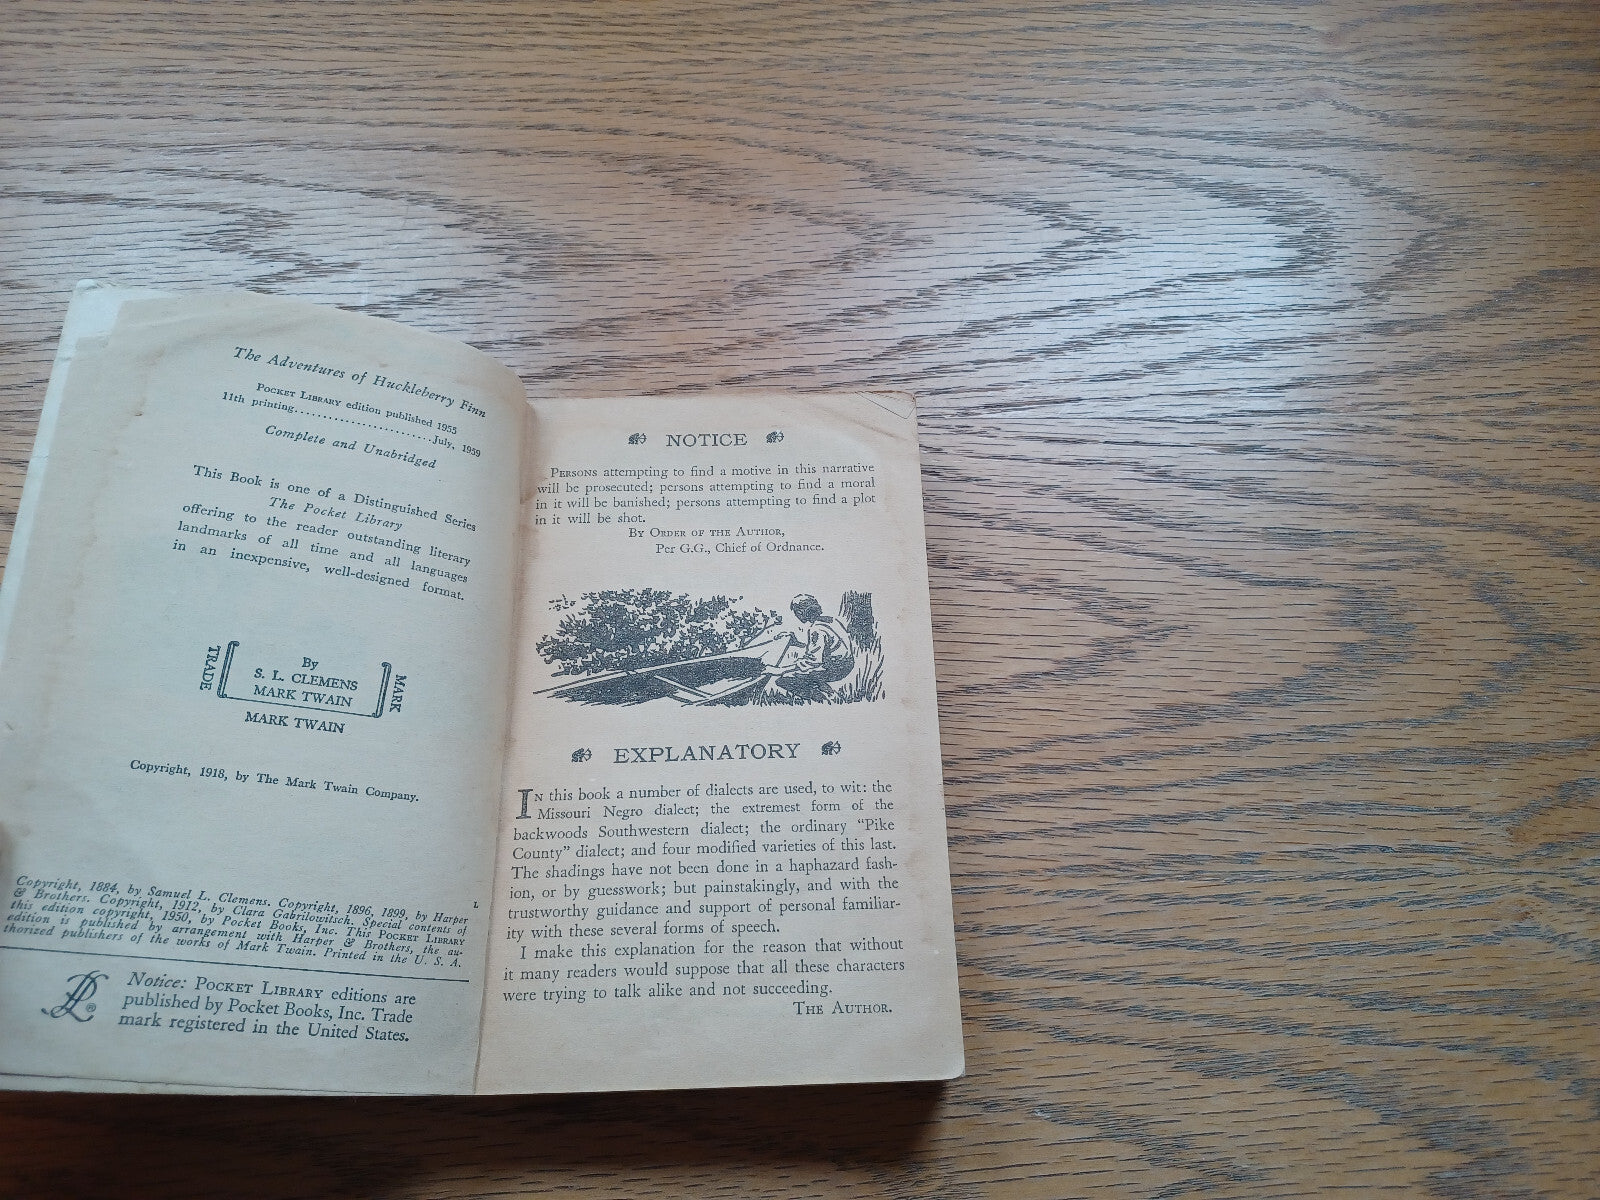 The Adventures of Huckleberry Finn
POCKET LIBRARY edition published 1955
11th printing........................July, 1959
Complete and Unabridged
This Book is one of a Distinguished Series
The Pocket Library
offering to the reader outstanding literary
landmarks of all time and all languages
in an inexpensive, well-designed format.
TRADE
By
S. L. CLEMENS
MARK TWAIN
MARK
MARK TWAIN
Copyright, 1918, by The Mark Twain Company.
L
Copyright, 1884, by Samuel L. Clemens. Copyright, 1896, 1899, by Harper
& Brothers. Copyright, 1912, by Clara Gabrilowitsch. Special contents of
this edition copyright, 1950, by Pocket Books, Inc. This POCKET LIBRARY
edition is published by arrangement with Harper & Brothers, the au-
thorized publishers of the works of Mark Twain. Printed in the U. S. A.
PL®
Notice: POCKET LIBRARY editions are
published by Pocket Books, Inc. Trade
mark registered in the United States.
NOTICE
PERSONS attempting to find a motive in this narrative
will be prosecuted; persons attempting to find a moral
in it will be banished; persons attempting to find a plot
in it will be shot.
BY ORDER OF THE AUTHOR,
Per G.G., Chief of Ordnance.
EXPLANATORY
IN this book a number of dialects are used, to wit: the
Missouri Negro dialect; the extremest form of the
backwoods Southwestern dialect; the ordinary “Pike
County” dialect; and four modified varieties of this last.
The shadings have not been done in a haphazard fash-
ion, or by guesswork; but painstakingly, and with the
trustworthy guidance and support of personal familiar-
ity with these several forms of speech.
I make this explanation for the reason that without
it many readers would suppose that all these characters
were trying to talk alike and not succeeding.
THE AUTHOR.